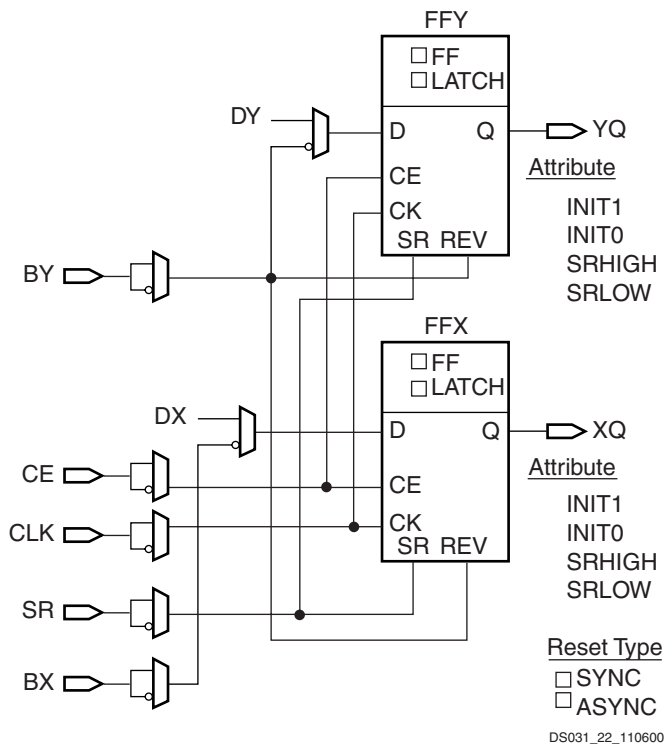 FFY
FF
LATCH
DY
D
Q
YQ
CE
CK
SR REV
Attribute
INIT1
INIT0
SRHIGH
SRLOW
BY
FFX
FF
LATCH
DX
D
Q
XQ
CE
CE
CLK
CK
SR REV
Attribute
INIT1
INIT0
SRHIGH
SRLOW
SR
BX
Reset Type
SYNC
ASYNC
DS031_22_110600